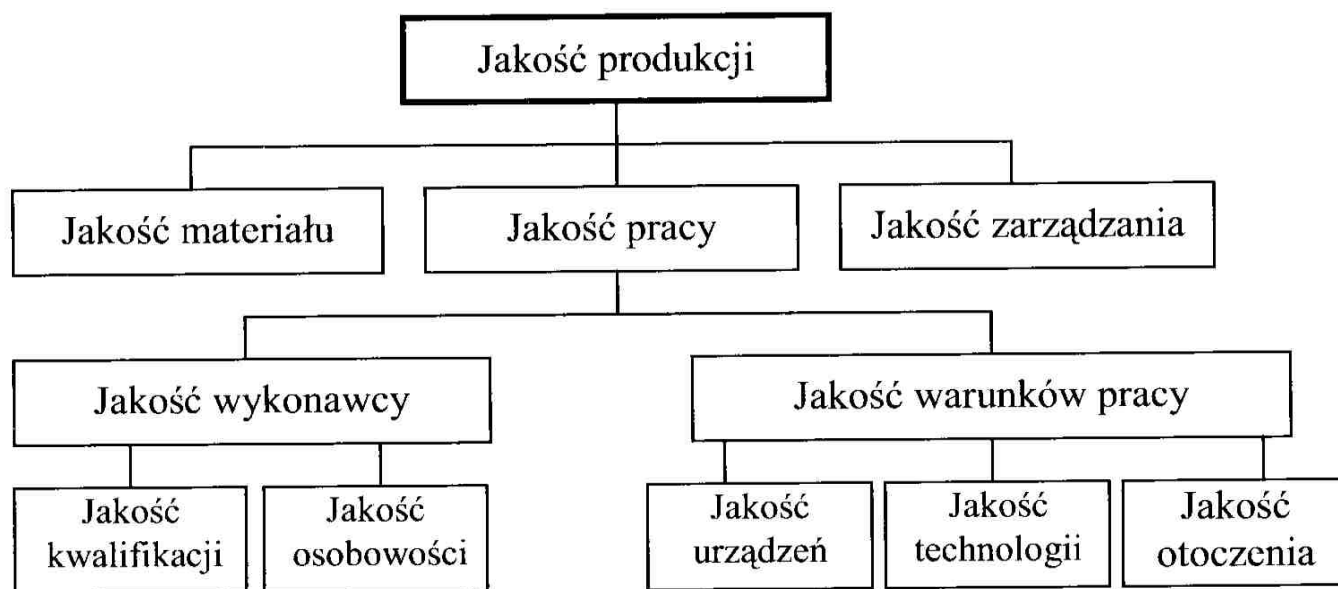 Jakość produkcji
Jakość materiału
Jakość pracy
Jakość zarządzania
Jakość wykonawcy
Jakość warunków pracy
Jakość
kwalifikacji
Jakość
osobowości
Jakość
urządzeń
Jakość
technologii
Jakość
otoczenia